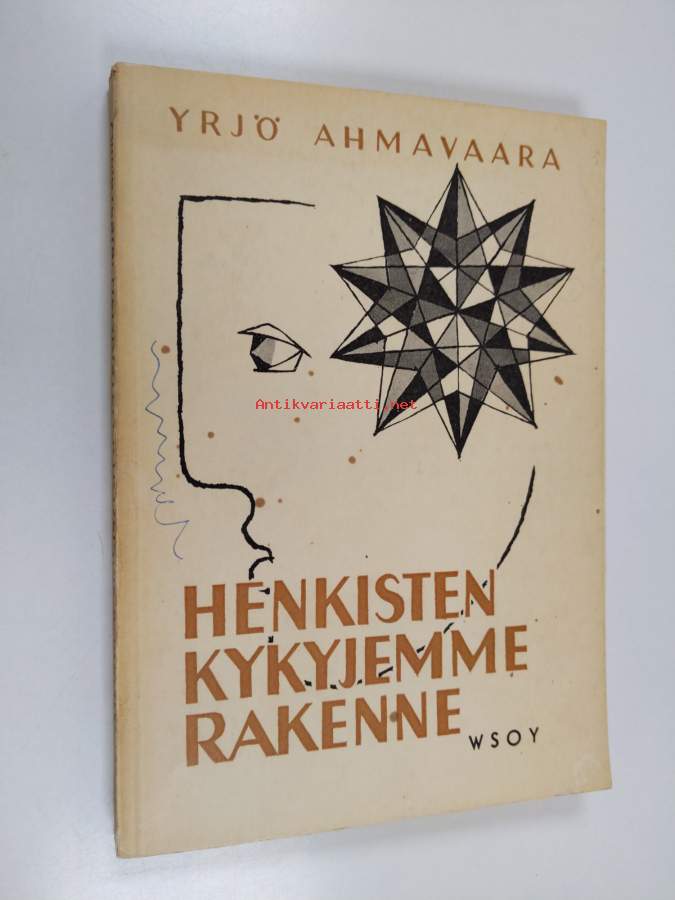 YRJÖ AHMAVAARA
Antikvariaatti.net
HENKISTEN
KYKYJEMME
RAKENNE
WSOY